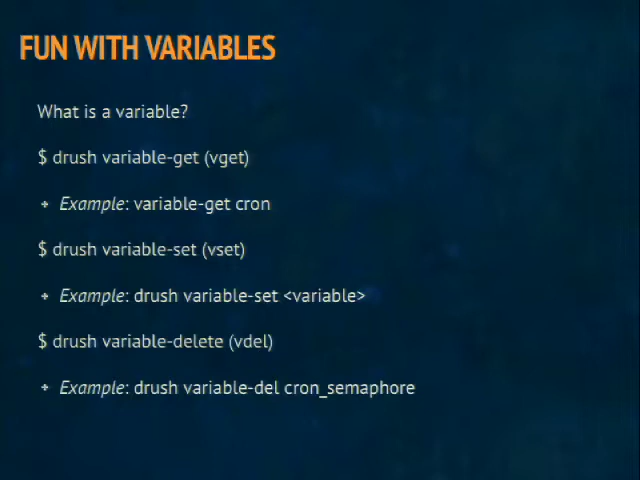 FUN WITH VARIABLES
What is a variable?
$ drush variable-get (vget)
+ Example: variable-get cron
$ drush variable-set (vset)
+ Example: drush variable-set <variable>
$ drush variable-delete (vdel)
+ Example: drush variable-del cron_semaphore